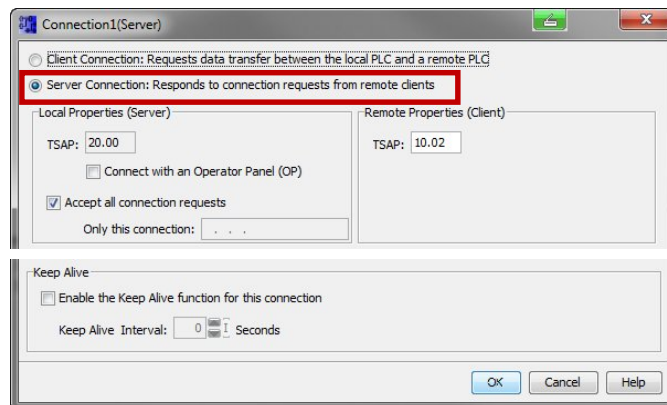 Connection1(Server)
Client Connection: Requests data transfer between the local PLC and a remote PLC
Server Connection: Responds to connection requests from remote clients
Local Properties (Server)
Remote Properties (Client)
TSAP: 20.00
TSAP: 10.02
Connect with an Operator Panel (OP)
Accept all connection requests
Only this connection: . . .
Keep Alive
Enable the Keep Alive function for this connection
Keep Alive Interval: 0 Seconds
OK Cancel Help